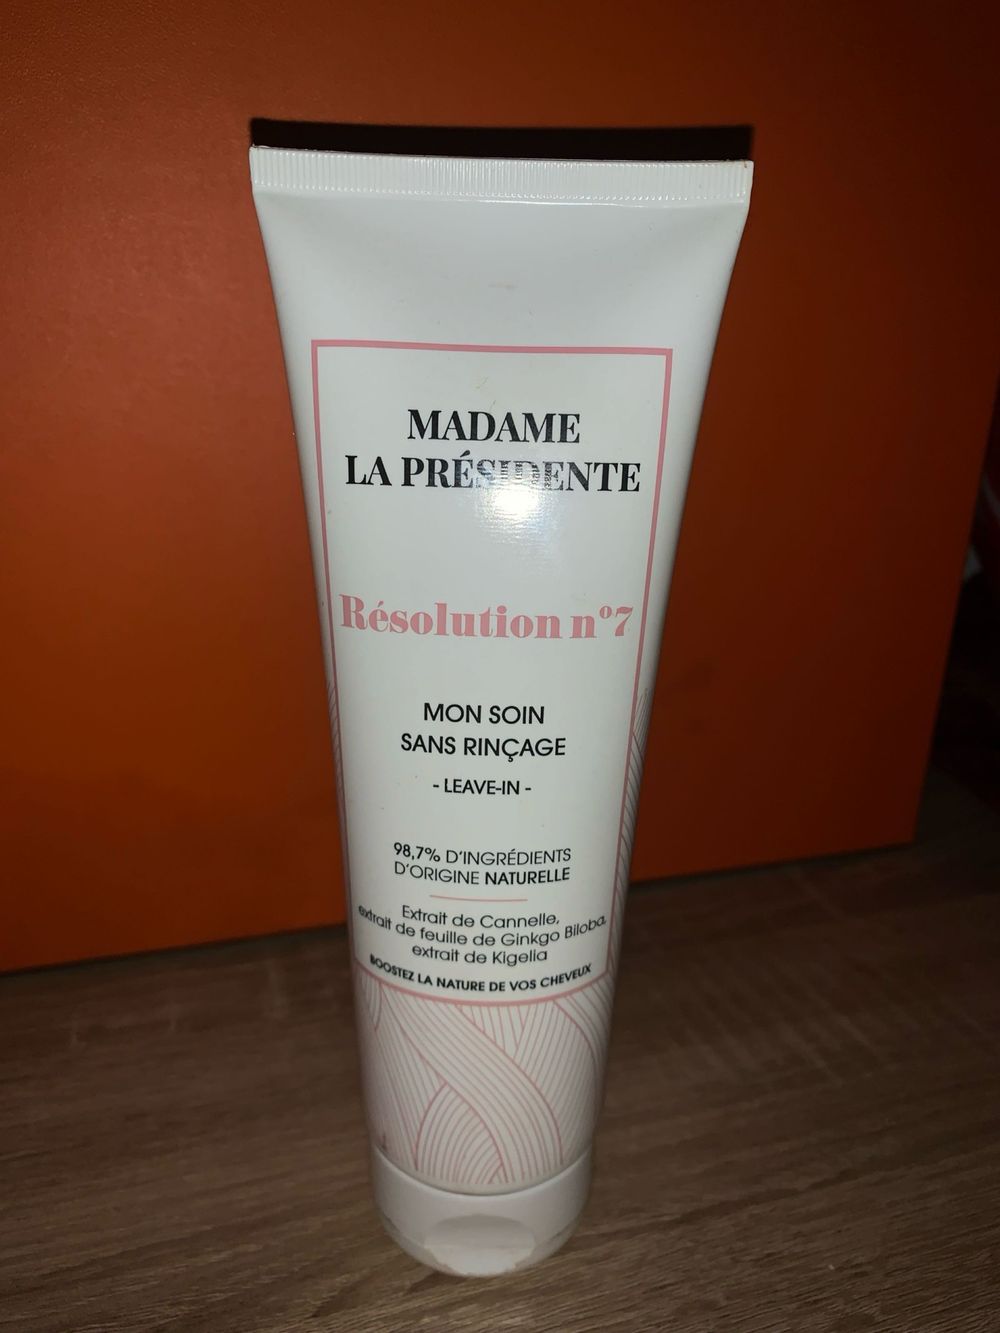 MADAME
LA PRÉSIDENTE
Résolution nº7
MON SOIN
SANS RINÇAGE
- LEAVE-IN -
98,7% D'INGRÉDIENTS
D'ORIGINE NATURELLE
Extrait de Cannelle,
extrait de feuille de Ginkgo Biloba,
extrait de Kigelia
BOOSTEZ LA NATURE DE VOS CHEVEUX